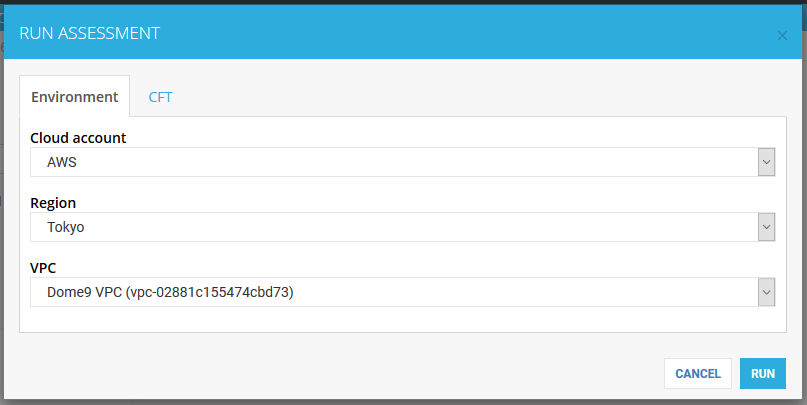 RUN ASSESSMENT
Environment CFT
Cloud account
AWS
Region
Tokyo
VPC
Dome9 VPC (vpc-02881c155474cbd73)
CANCEL RUN